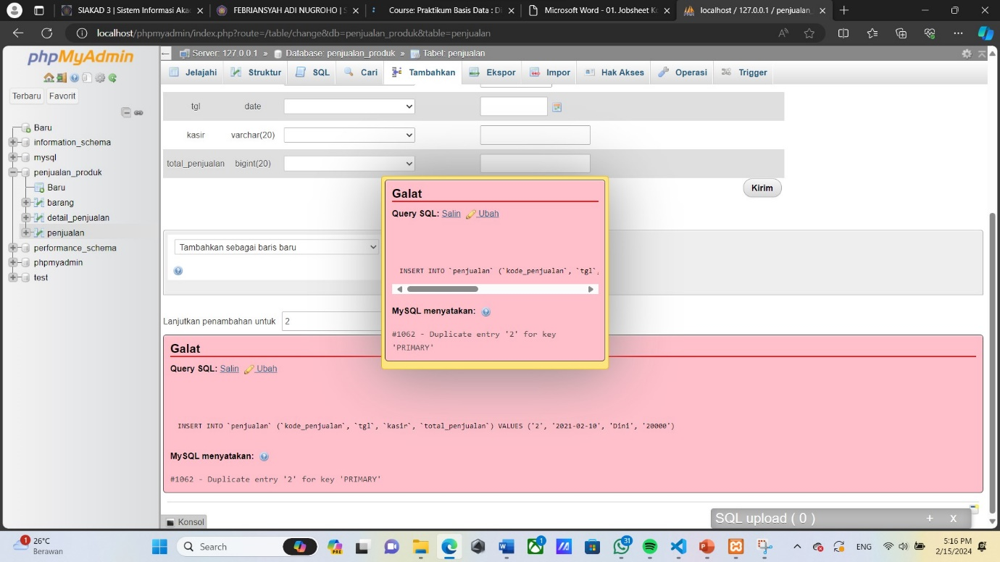 SIAKAD 3 | Sistem Informasi Akad
FEBRIANSYAH ADI NUGROHO | S
Course: Praktikum Basis Data : Di
Microsoft Word - 01. Jobsheet K
localhost / 127.0.0.1 / penjualan_
localhost/phpmyadmin/index.php?route=/table/change&db=penjualan_produk&table=penjualan
phpMyAdmin
Server: 127.0.0.1 » Database: penjualan_produk » Tabel: penjualan
Jelajahi Struktur SQL Cari Tambahkan Ekspor Impor Hak Akses Operasi Trigger
Terbaru Favorit
Baru
information_schema
mysql
penjualan_produk
Baru
barang
detail_penjualan
penjualan
performance_schema
phpmyadmin
test
tgl date
kasir varchar(20)
total_penjualan bigint(20)
Kirim
Galat
Query SQL: Salin Ubah
INSERT INTO `penjualan` (`kode_penjualan`, `tgl`,
MySQL menyatakan:
#1062 - Duplicate entry '2' for key
'PRIMARY'
Tambahkan sebagai baris baru
Lanjutkan penambahan untuk 2
Galat
Query SQL: Salin Ubah
INSERT INTO `penjualan` (`kode_penjualan`, `tgl`, `kasir`, `total_penjualan`) VALUES ('2', '2021-02-10', 'Dini', '20000')
MySQL menyatakan:
#1062 - Duplicate entry '2' for key 'PRIMARY'
Konsol
SQL upload ( 0 ) + x
1
26°C
Berawan
Search
PRE
1
31
ENG
5:16 PM
2/15/2024